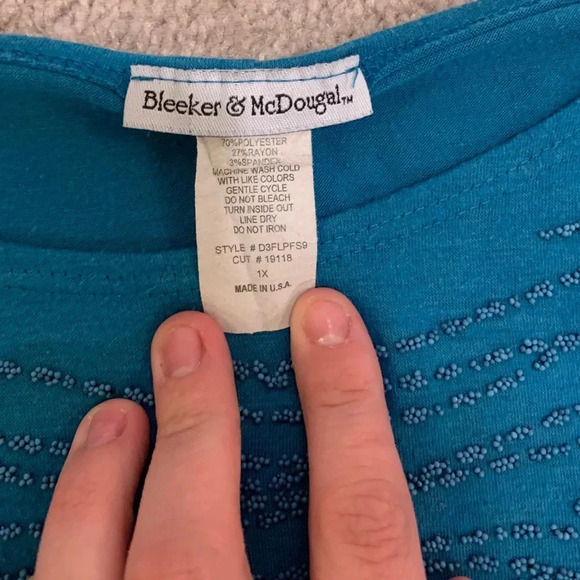 Bleeker & McDougal™
70%POLYESTER
27%RAYON
3%SPANDEX
MACHINE WASH COLD
WITH LIKE COLORS
GENTLE CYCLE
DO NOT BLEACH
TURN INSIDE OUT
LINE DRY
DO NOT IRON
STYLE # D3FLPFS9
CUT # 19118
1X
MADE IN U.S.A.